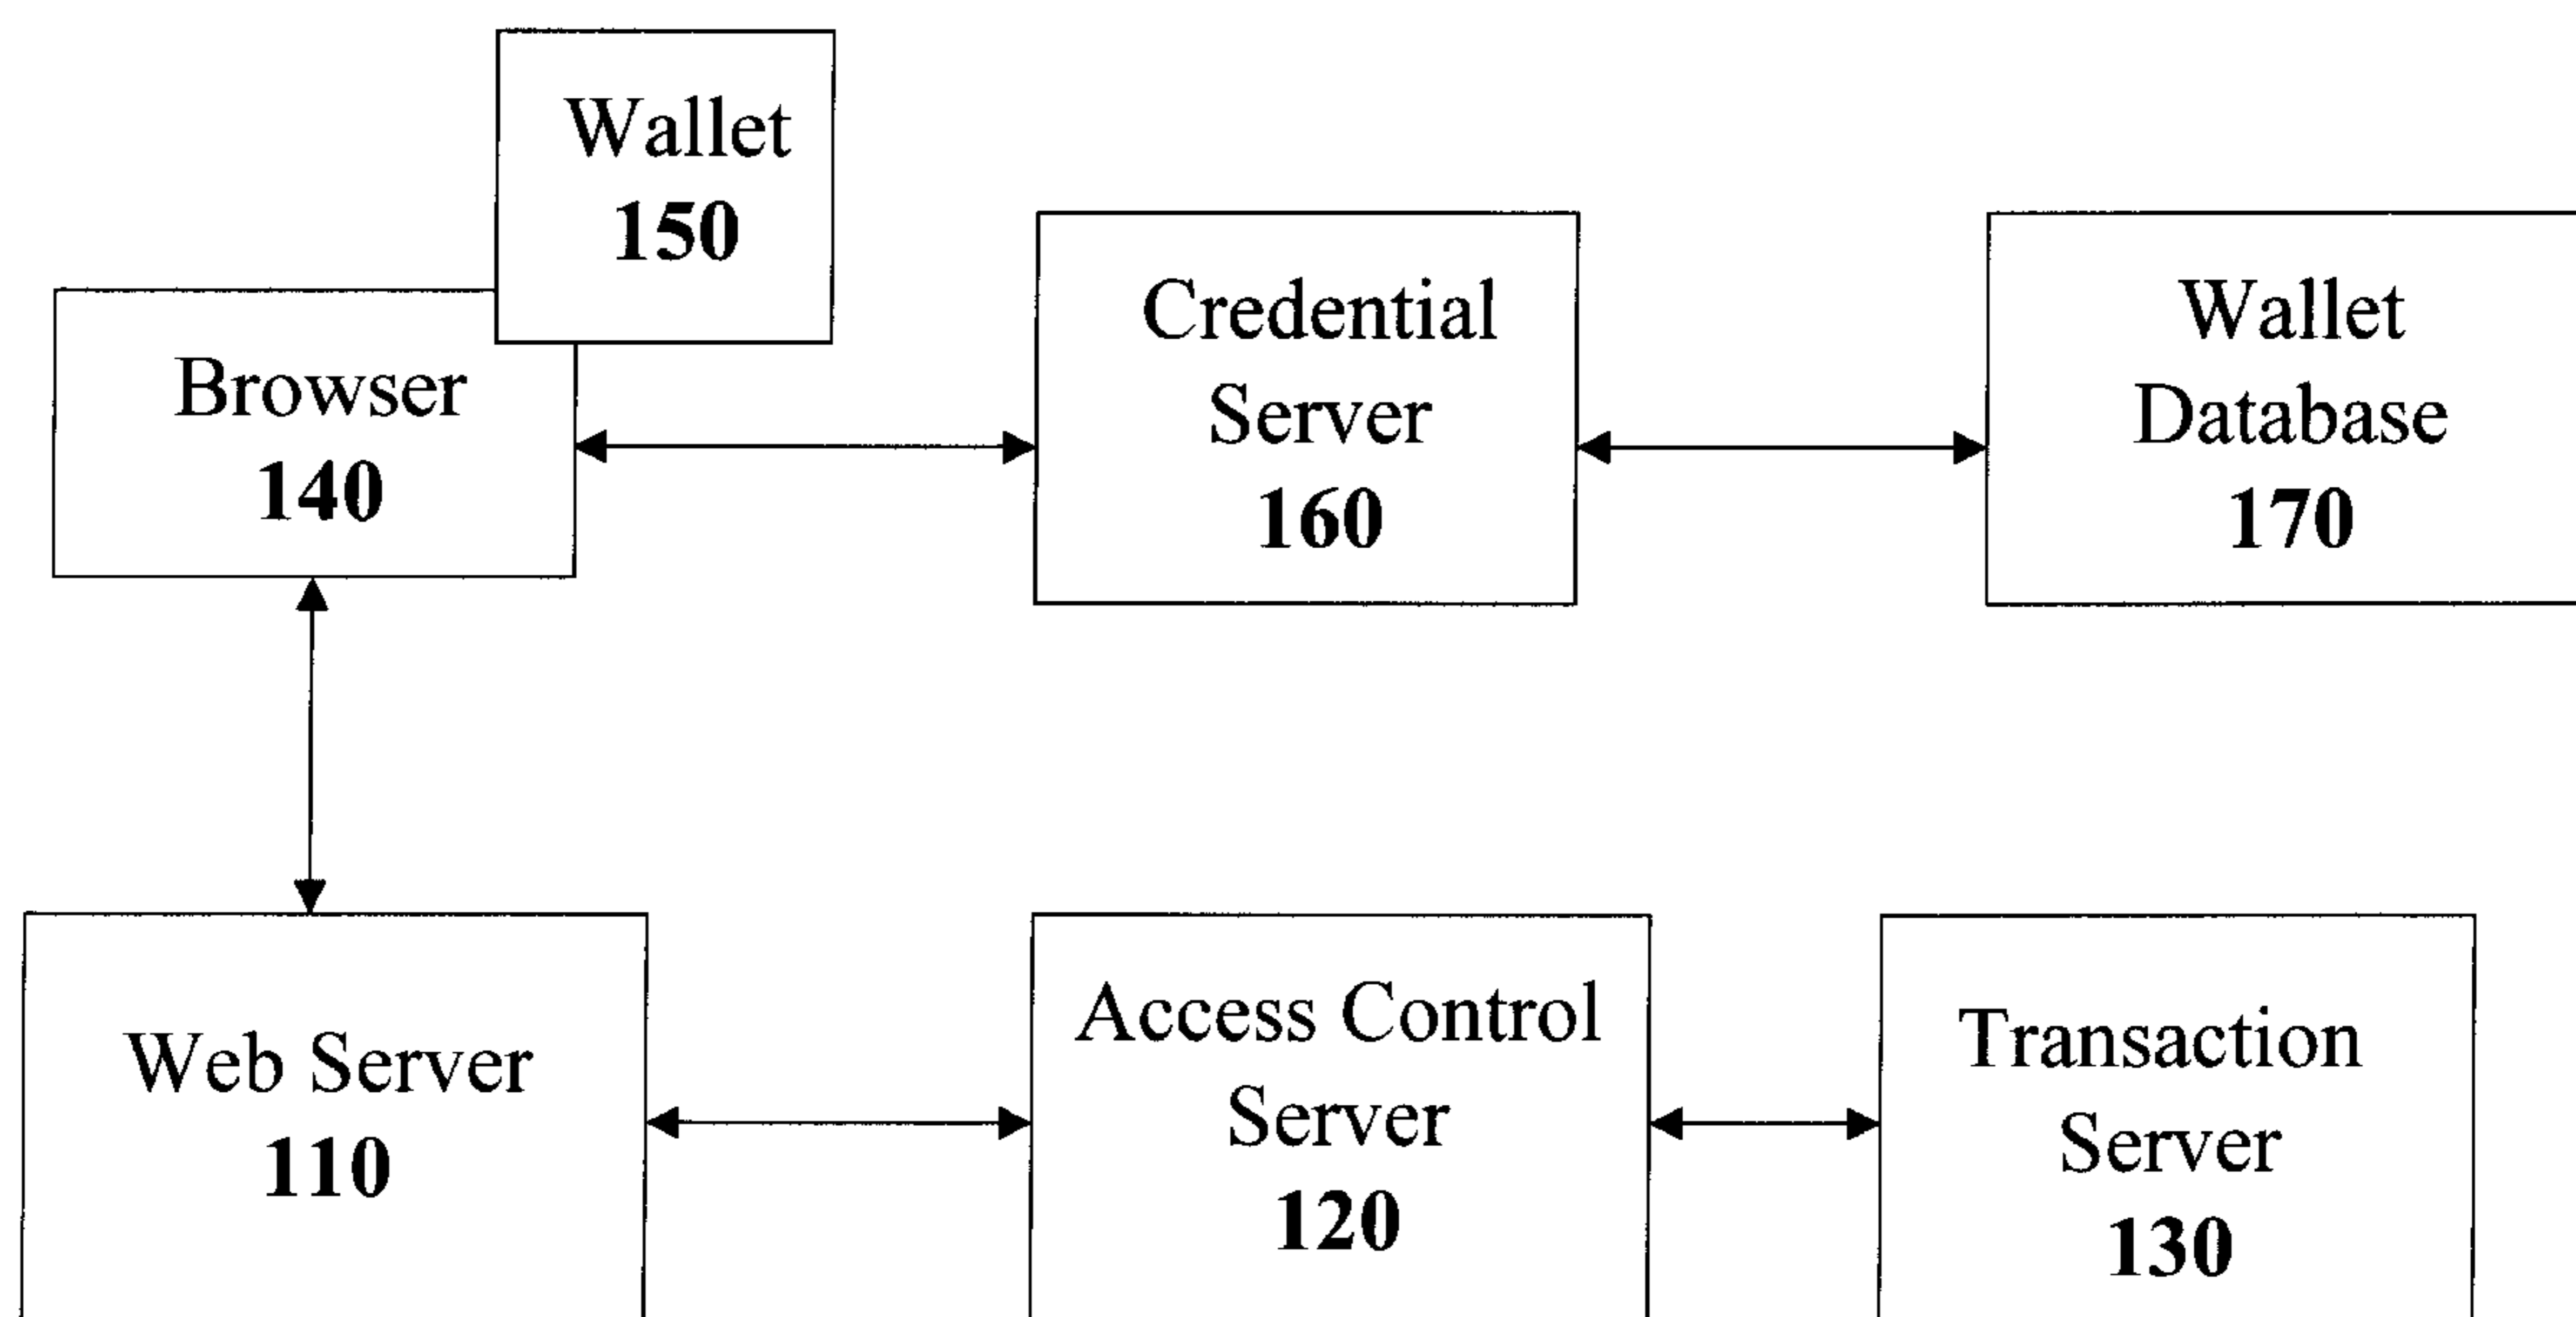 Wallet
150
Browser
140
Credential
Server
160
Wallet
Database
170
Web Server
110
Access Control
Server
120
Transaction
Server
130